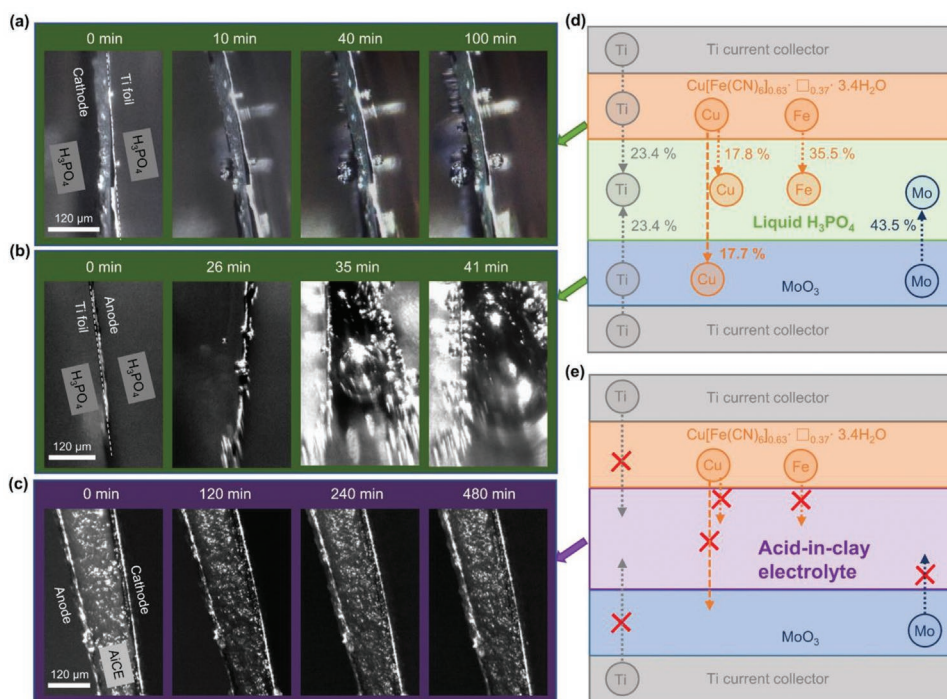 (a)
0 min 10 min 40 min 100 min
Cathode
Ti foil
H₃PO₄
H₃PO₄
120 µm
(b)
0 min 26 min 35 min 41 min
Ti foil
Anode
H₃PO₄
H₃PO₄
120 µm
(c)
0 min 120 min 240 min 480 min
Anode
Cathode
AiCE
120 µm
(d)
Ti
Ti current collector
Cu[Fe(CN)₆]₀.₆₃· □₀.₃₇· 3.4H₂O
Ti Cu Fe
23.4 % 17.8 % 35.5 %
Ti Cu Fe Mo
Liquid H₃PO₄
23.4 % 43.5 %
17.7 %
Ti Cu MoO₃ Mo
Ti Ti current collector
(e)
Ti Ti current collector
Cu[Fe(CN)₆]₀.₆₃· □₀.₃₇· 3.4H₂O
Cu Fe
Acid-in-clay
electrolyte
MoO₃ Mo
Ti Ti current collector